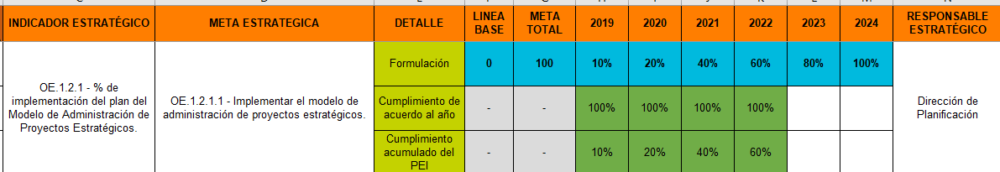 INDICADOR ESTRATÉGICO
META ESTRATEGICA
DETALLE
LINEA
BASE
META
TOTAL
2019
2020
2021
2022
2023
2024
RESPONSABLE
ESTRATÉGICO
OE.1.2.1 - % de
implementación del plan del
Modelo de Administración de
Proyectos Estratégicos.
OE.1.2.1.1 - Implementar el modelo de
administración de proyectos estratégicos.
Formulación
0
100
10%
20%
40%
60%
80%
100%
Cumplimiento de
acuerdo al año
-
-
100%
100%
100%
100%
Cumplimiento
acumulado del
PEI
-
-
10%
20%
40%
60%
Dirección de
Planificación